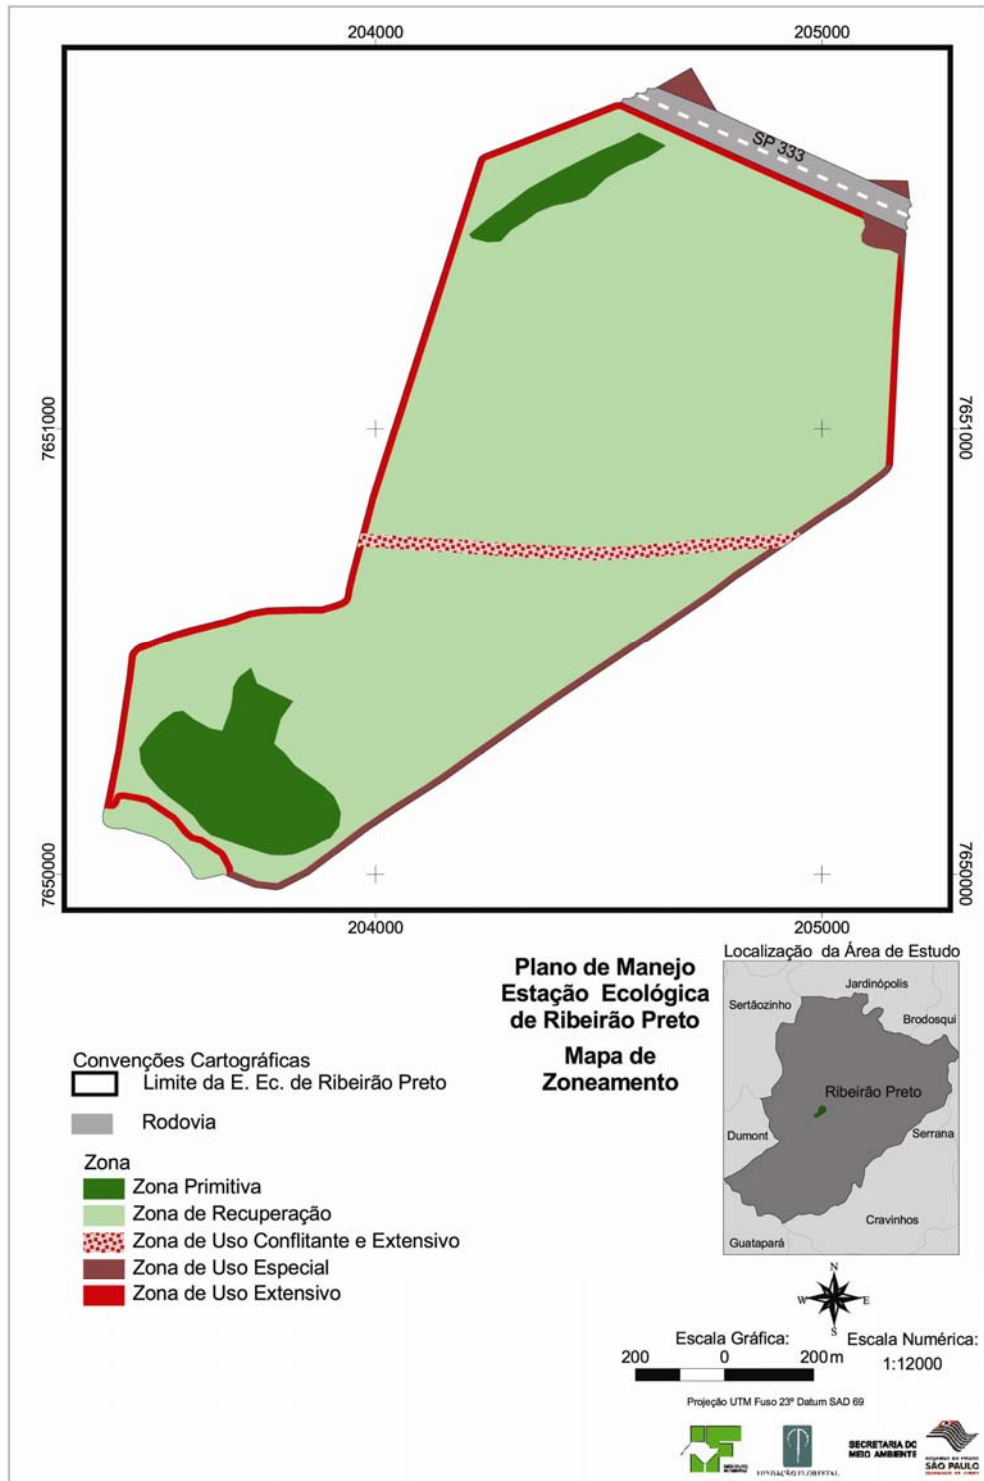 204000 205000
SP 333
7651000 7651000
7650000 7650000
204000 205000
Plano de Manejo
Estação Ecológica
de Ribeirão Preto
Mapa de
Zoneamento
Localização da Área de Estudo
Jardinópolis
Sertãozinho
Brodosqui
Ribeirão Preto
Dumont
Serrana
Cravinhos
Guatapará
Convenções Cartográficas
Limite da E. Ec. de Ribeirão Preto
Rodovia
Zona
Zona Primitiva
Zona de Recuperação
Zona de Uso Conflitante e Extensivo
Zona de Uso Especial
Zona de Uso Extensivo
N
W E
S
Escala Gráfica:
200 0 200 m
Escala Numérica:
1:12000
Projeção UTM Fuso 23º Datum SAD 69
FUNDAÇÃO FLORESTAL
SECRETARIA DO
MEIO AMBIENTE
SÃO PAULO